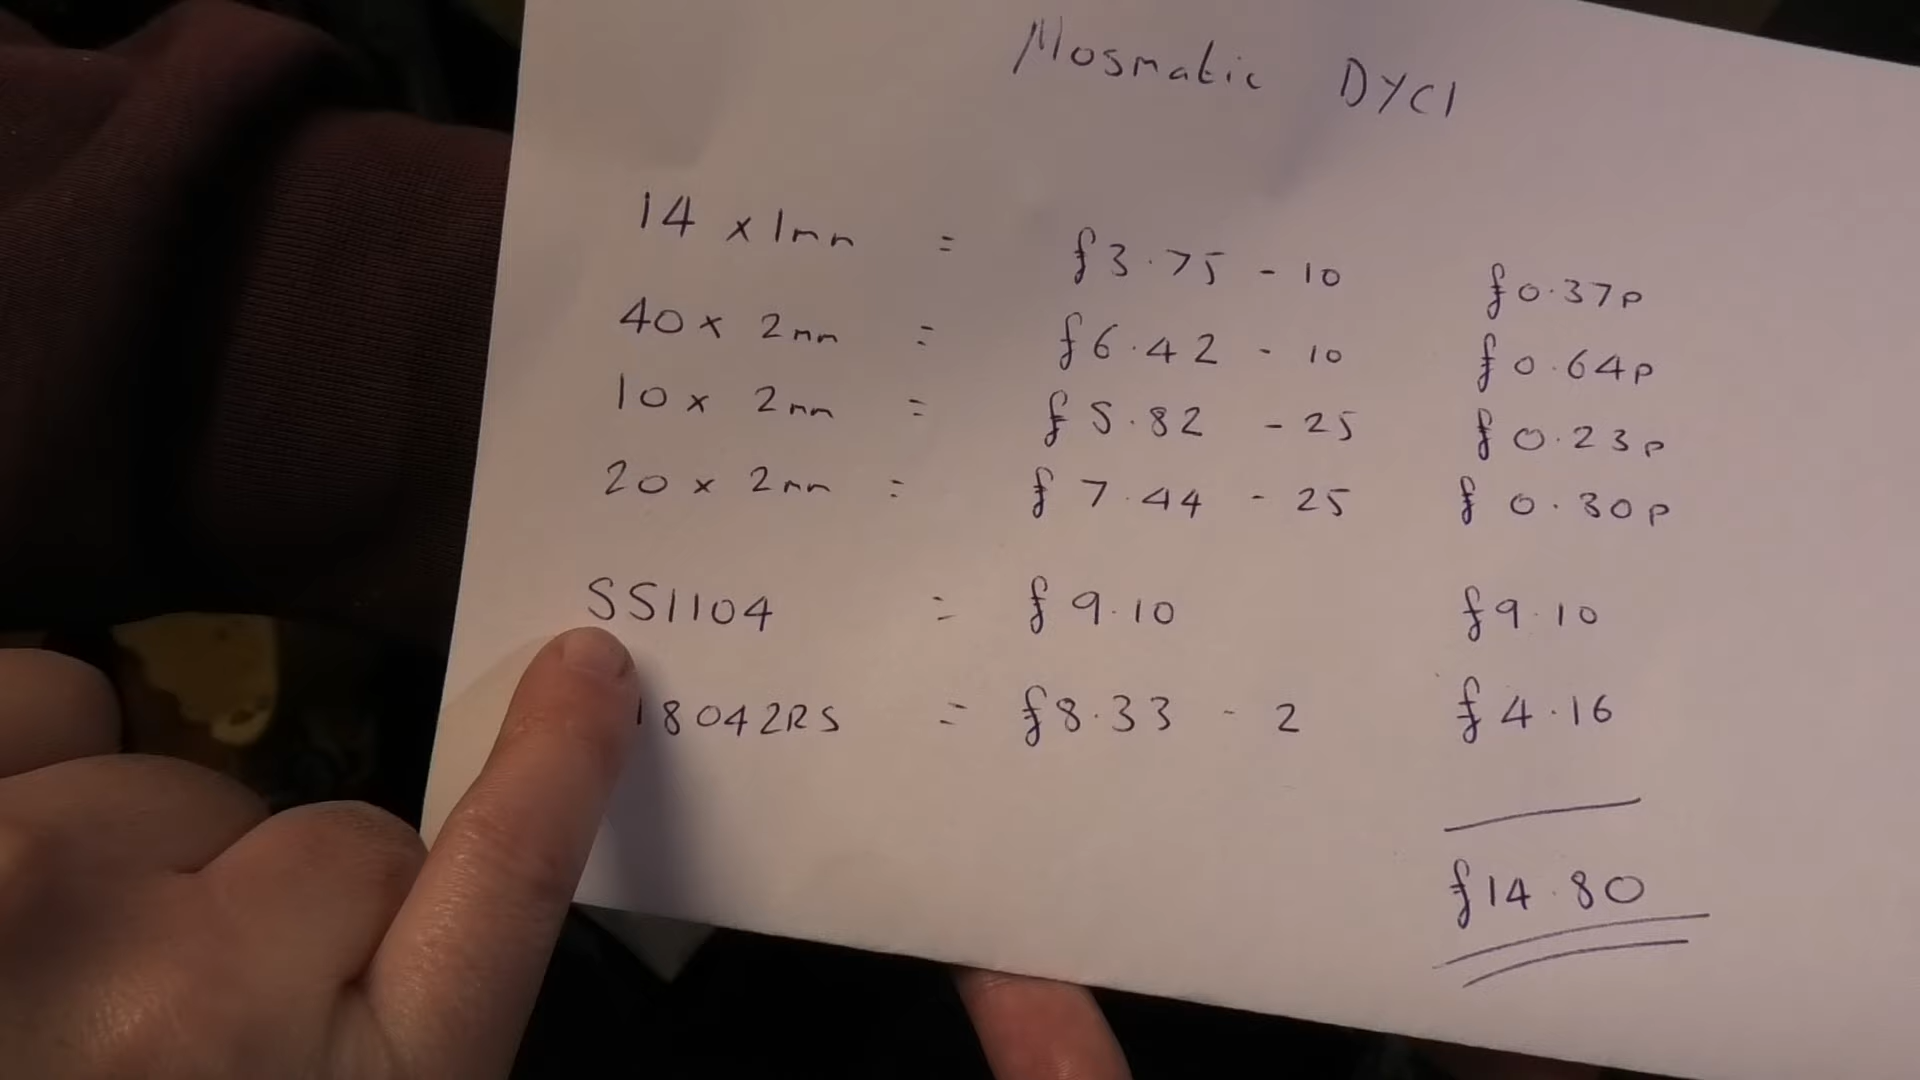 Mosmatic DYC1
14 x 1mm = £3.75 - 10 £0.37p
40 x 2mm = £6.42 - 10 £0.64p
10 x 2mm = £5.82 - 25 £0.23p
20 x 2mm = £7.44 - 25 £0.30p
SS1104 = £9.10 £9.10
18042RS = £8.33 - 2 £4.16
£14.80